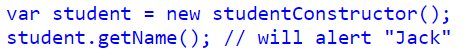 var student = new studentConstructor();
student.getName(); // will alert "Jack"